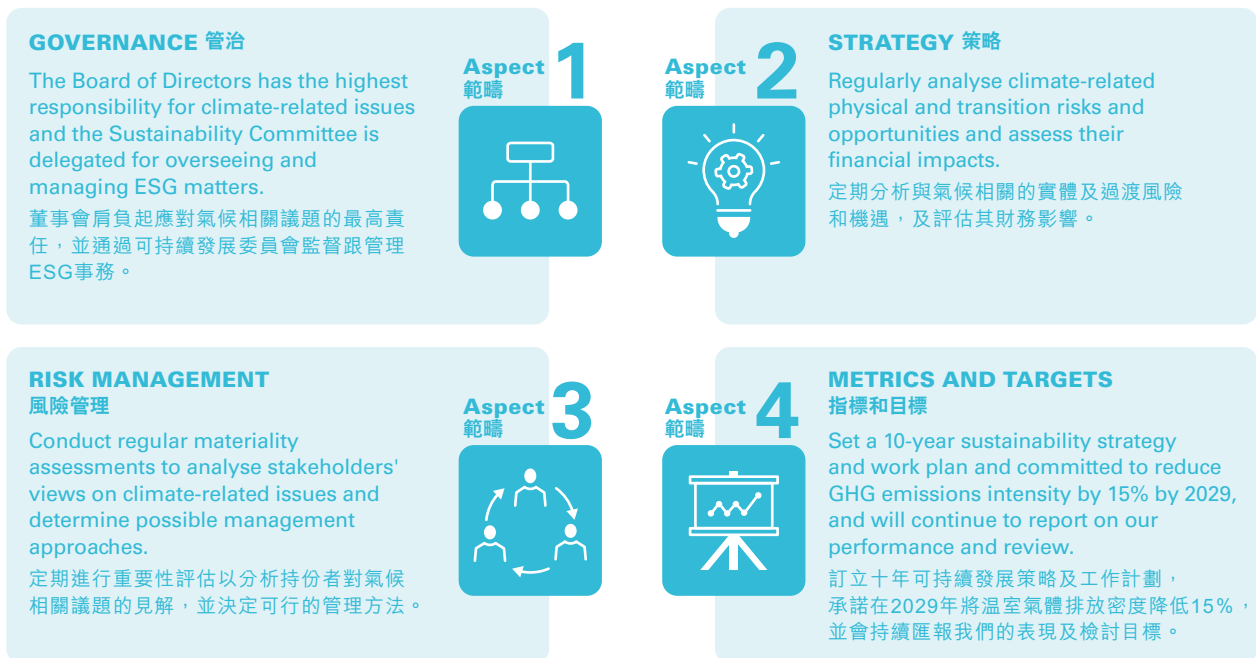 GOVERNANCE 管治
The Board of Directors has the highest
responsibility for climate-related issues
and the Sustainability Committee is
delegated for overseeing and
managing ESG matters.
董事會肩負起應對氣候相關議題的最高責
任，並通過可持續發展委員會監督跟管理
ESG事務。
Aspect 1
範疇
Aspect 2
範疇
STRATEGY 策略
Regularly analyse climate-related
physical and transition risks and
opportunities and assess their
financial impacts.
定期分析與氣候相關的實體及過渡風險
和機遇，及評估其財務影響。
RISK MANAGEMENT
風險管理
Conduct regular materiality
assessments to analyse stakeholders'
views on climate-related issues and
determine possible management
approaches.
定期進行重要性評估以分析持份者對氣候
相關議題的見解，並決定可行的管理方法。
Aspect 3
範疇
Aspect 4
範疇
METRICS AND TARGETS
指標和目標
Set a 10-year sustainability strategy
and work plan and committed to reduce
GHG emissions intensity by 15% by 2029,
and will continue to report on our
performance and review.
訂立十年可持續發展策略及工作計劃，
承諾在2029年將温室氣體排放密度降低15%，
並會持續匯報我們的表現及檢討目標。